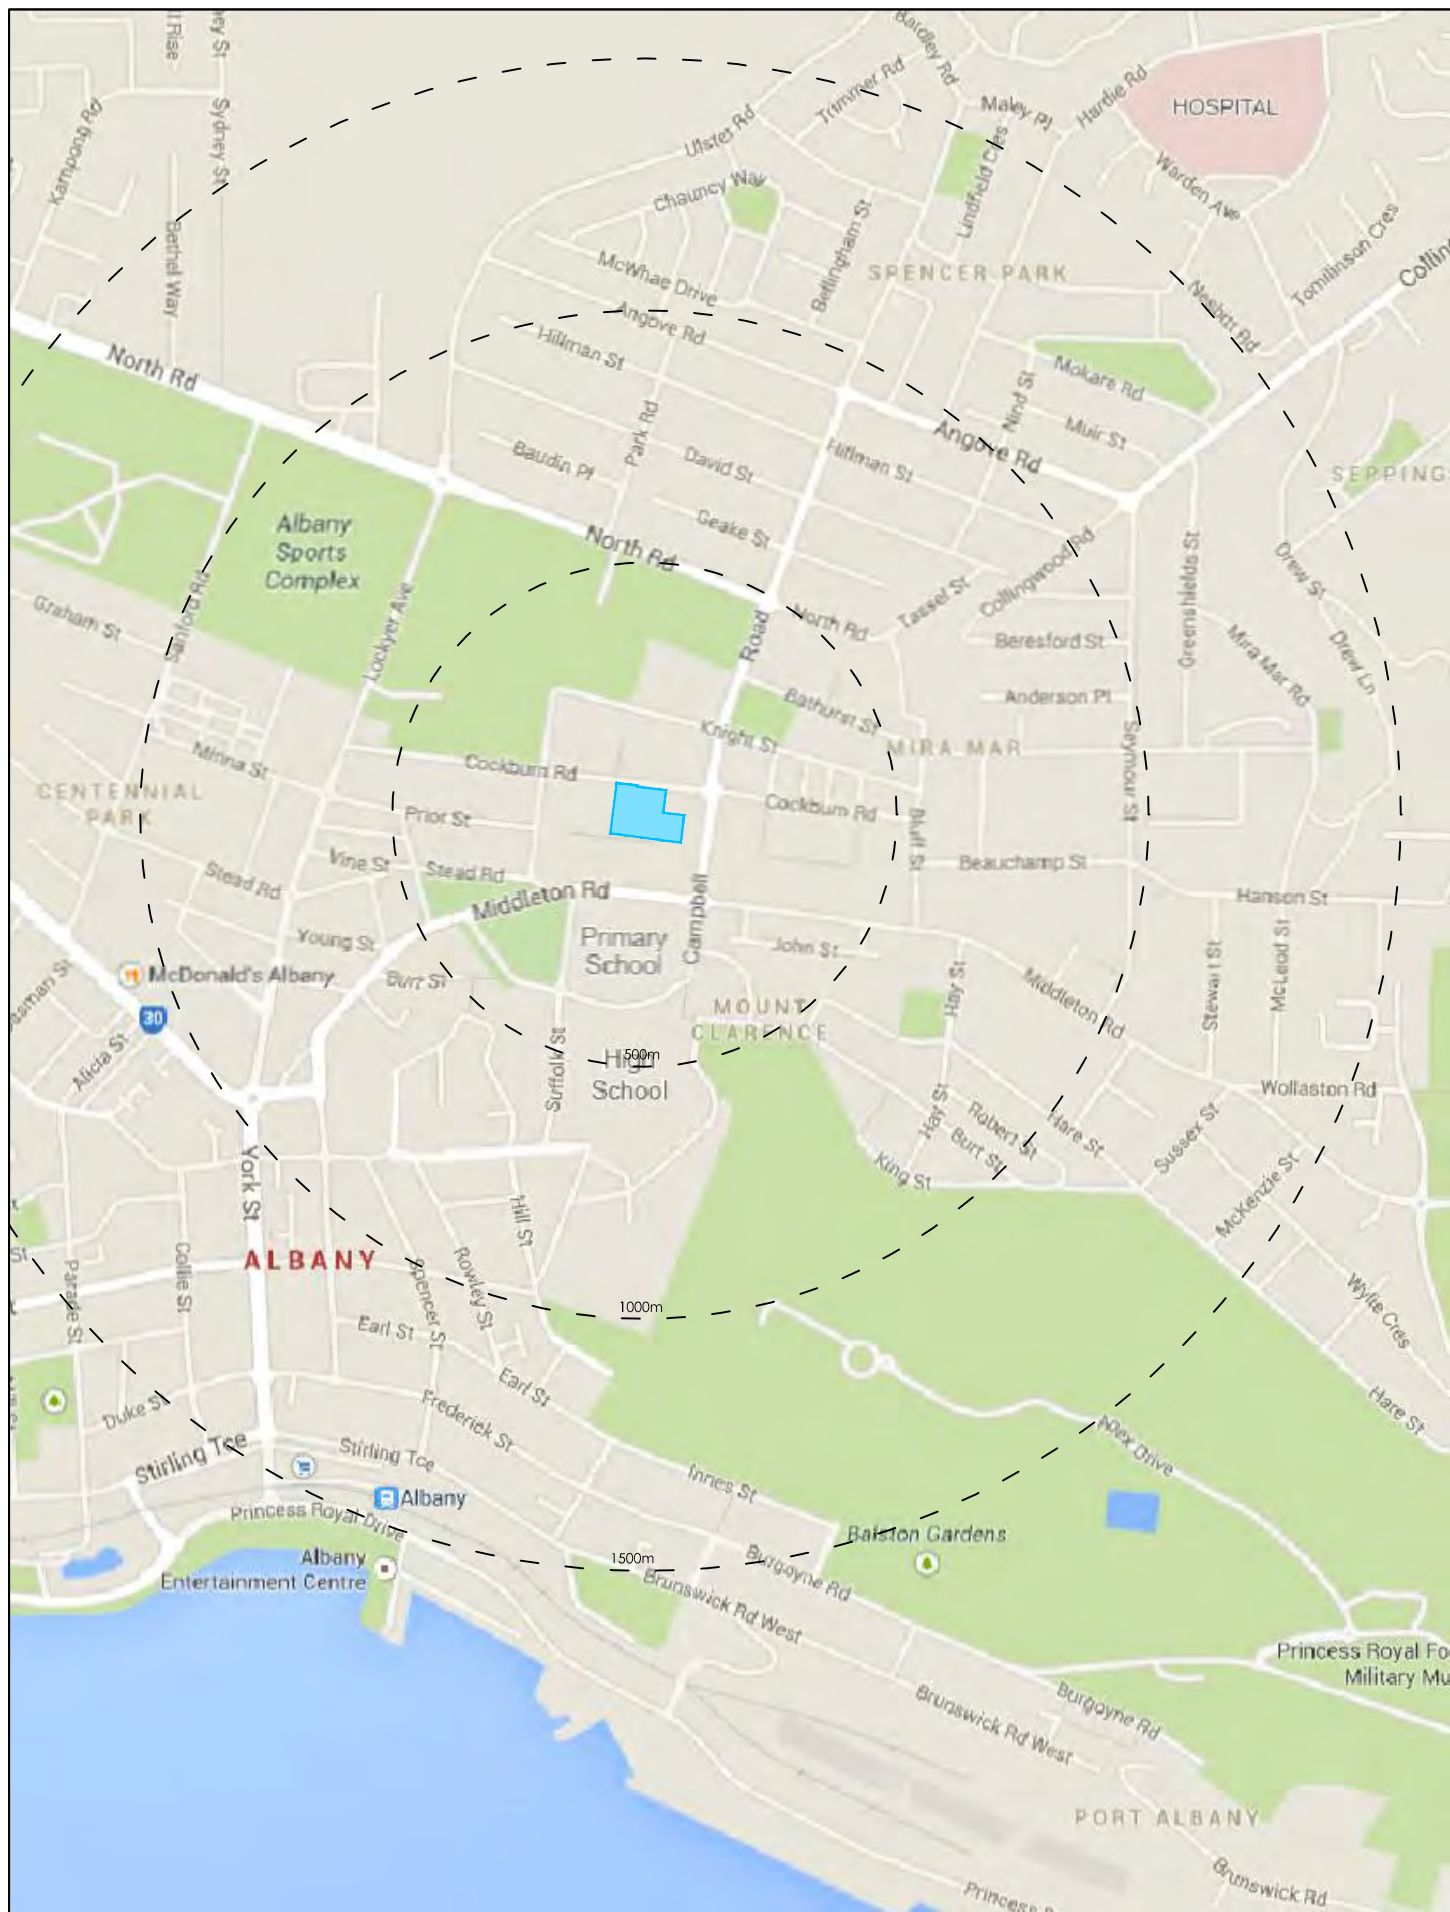 Bardley Rd
Trimmer Rd
Maley Pl
Hardie Rd
HOSPITAL
Kampong Rd
Sydney St
Ulster Rd
Lindfield Cres
Warden Ave
Chauncy Way
Bethel Way
Bellingham St
Tomlinson Cres
SPENCER PARK
McWhae Drive
Nesbitt Rd
Angove Rd
Hillman St
North Rd
Mokare Rd
Nind St
Park Rd
Muir St
Angove Rd
Hillman St
David St
Baudin Pl
SEPPING
Geake St
Albany
Sports
Complex
North Rd
Collingwood Rd
Greenshields St
Drew St
Tassel St
Sanford Rd
Graham St
Lockyer Ave
North Rd
Road
Beresford St
Mira Mar Rd
Drew Ln
Anderson Pl
Bathurst St
Knight St
MIRA MAR
Seymour St
Minna St
Cockburn Rd
CENTENNIAL
PARK
Prior St
Cockburn Rd
Bluff St
Vine St
Stead Rd
Stead Rd
Beauchamp St
Middleton Rd
Hanson St
Campbell
Young St
Primary
School
John St
McDonald's Albany
Burt St
Hay St
Middleton Rd
Stewart St
McLeod St
MOUNT
CLARENCE
30
Alicia St
Suffolk St
500m
High
School
Wollaston Rd
Hay St
Robert St
Burt St
Hare St
Sussex St
King St
McKenzie St
York St
Hill St
ALBANY
Collie St
Parade St
Spencer St
Rowley St
Wylie Cres
1000m
Earl St
Earl St
Duke St
Frederick St
Hare St
Apex Drive
Stirling Tce
Stirling Tce
Innes St
Albany
Princess Royal Drive
Balston Gardens
Albany
Entertainment Centre
1500m
Burgoyne Rd
Brunswick Rd West
Princess Royal Fo
Military Mu
Burgoyne Rd
Brunswick Rd West
PORT ALBANY
Brunswick Rd
Princess